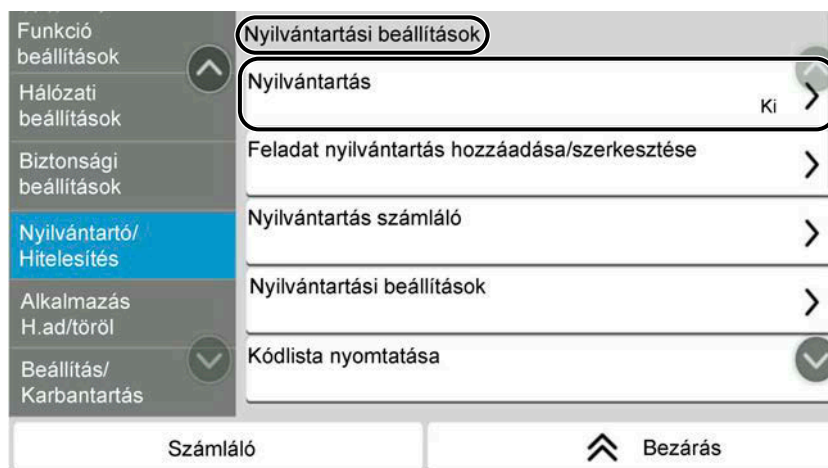 Funkció
beállítások
Hálózati
beállítások
Biztonsági
beállítások
Nyilvántartó/
Hitelesítés
Alkalmazás
H.ad/töröl
Beállítás/
Karbantartás
Nyilvántartási beállítások
Nyilvántartás
Ki
Feladat nyilvántartás hozzáadása/szerkesztése
Nyilvántartás számláló
Nyilvántartási beállítások
Kódlista nyomtatása
Számláló
Bezárás